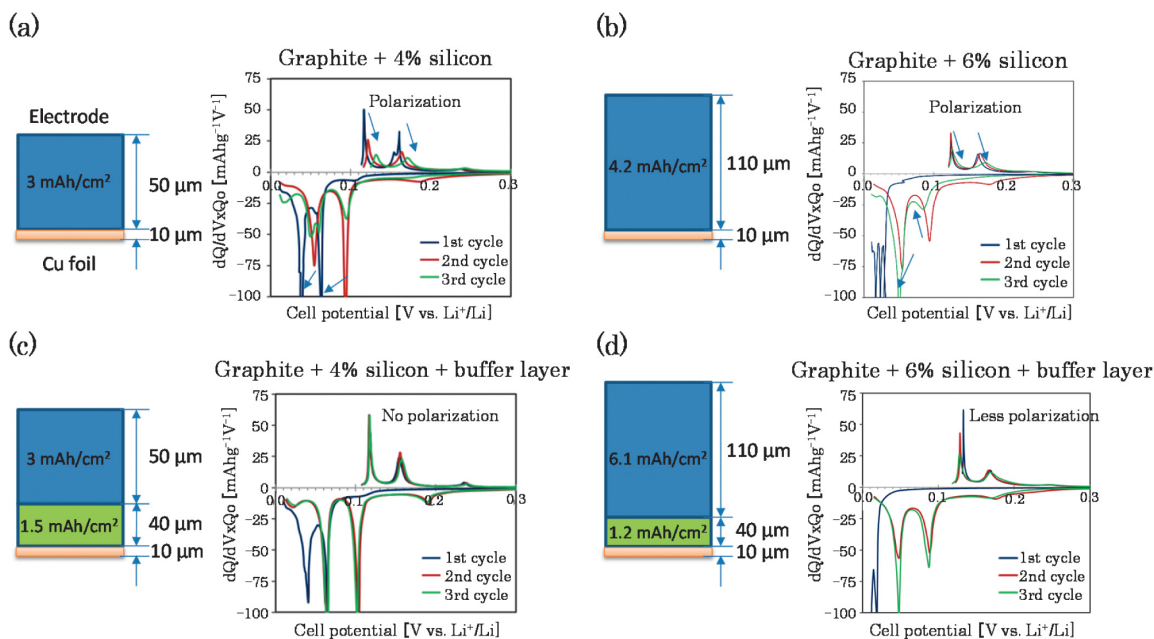 (a)
Graphite + 4% silicon
Electrode
3 mAh/cm²
50 μm
10 μm
Cu foil
dQ/dVxQo [mAhg⁻¹V⁻¹]
75
50
25
0
−25
−50
−75
−100
Polarization
0.0
0.1
0.2
0.3
1st cycle
2nd cycle
3rd cycle
Cell potential [V vs. Li⁺/Li]
(b)
Graphite + 6% silicon
4.2 mAh/cm²
110 μm
10 μm
dQ/dVxQo [mAhg⁻¹V⁻¹]
75
50
25
0
−25
−50
−75
−100
Polarization
0.0
0.1
0.2
0.3
1st cycle
2nd cycle
3rd cycle
Cell potential [V vs. Li⁺/Li]
(c)
Graphite + 4% silicon + buffer layer
3 mAh/cm²
1.5 mAh/cm²
50 μm
40 μm
10 μm
dQ/dVxQo [mAhg⁻¹V⁻¹]
75
50
25
0
−25
−50
−75
−100
No polarization
0.0
0.1
0.2
0.3
1st cycle
2nd cycle
3rd cycle
Cell potential [V vs. Li⁺/Li]
(d)
Graphite + 6% silicon + buffer layer
6.1 mAh/cm²
1.2 mAh/cm²
110 μm
40 μm
10 μm
dQ/dVxQo [mAhg⁻¹V⁻¹]
75
50
25
0
−25
−50
−75
−100
Less polarization
0.0
0.1
0.2
0.3
1st cycle
2nd cycle
3rd cycle
Cell potential [V vs. Li⁺/Li]